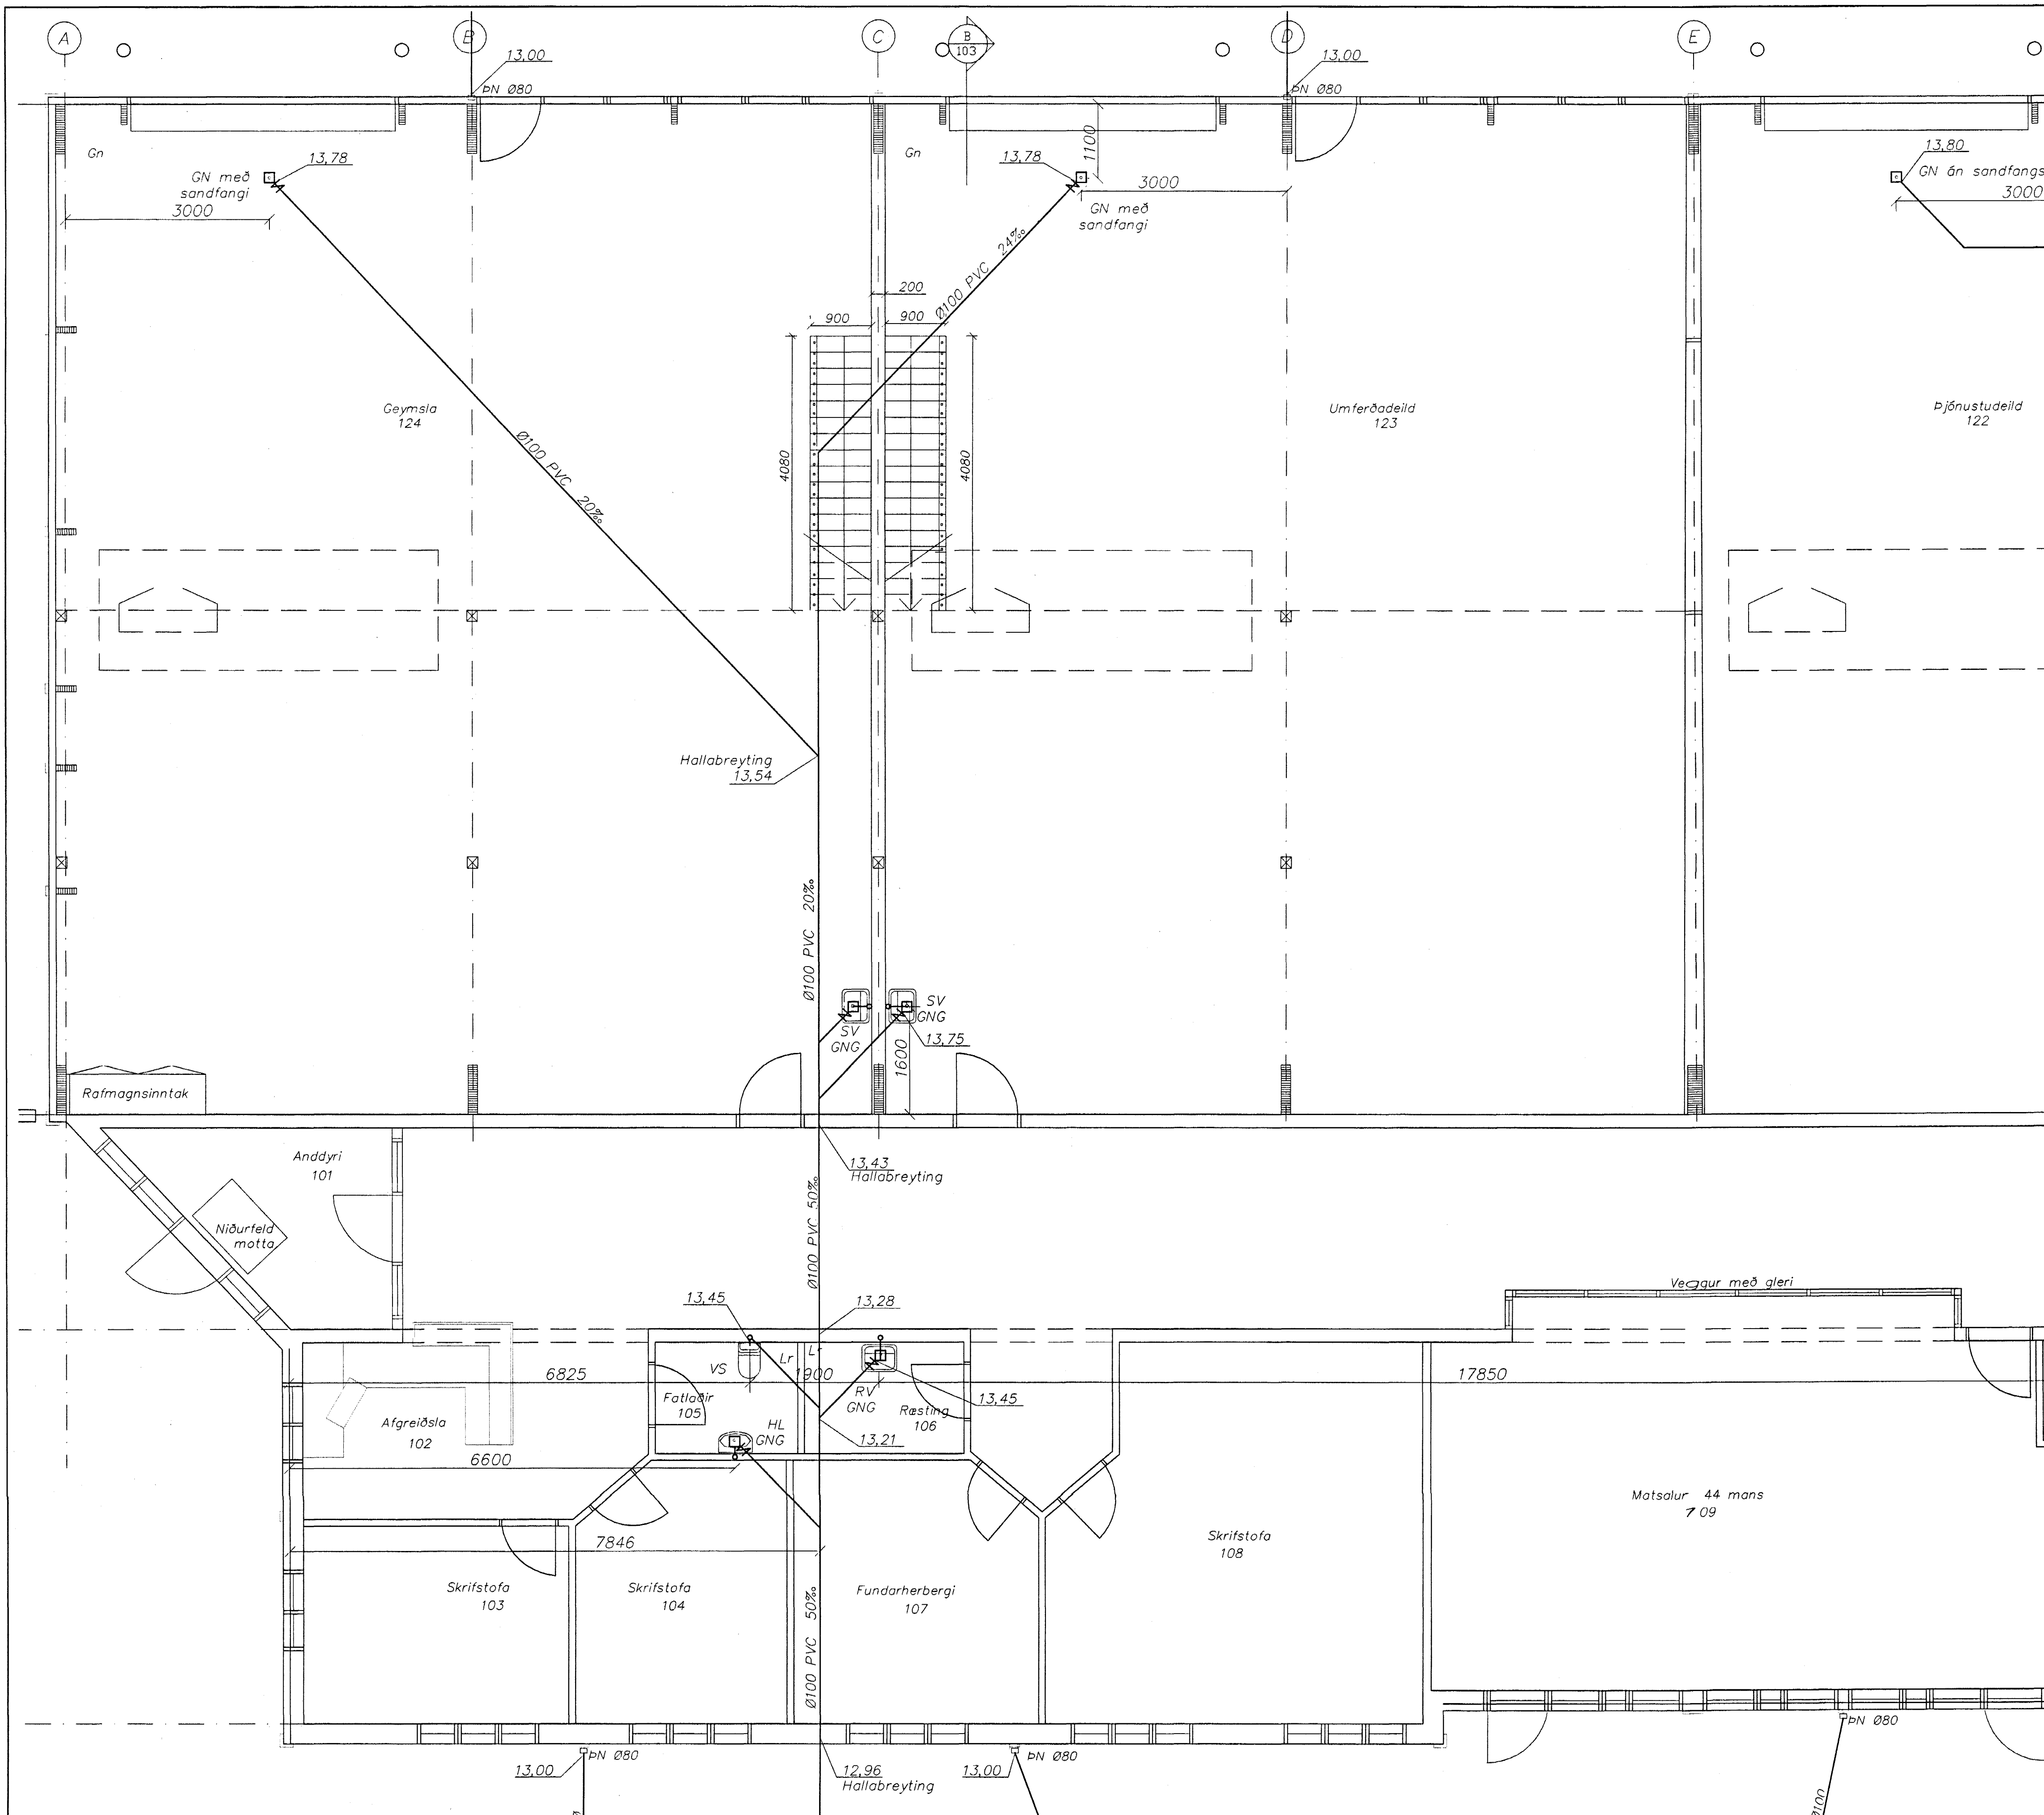 A
B
C
B
103
D
E
13,00
ÞN Ø80
13,00
ÞN Ø80
Gn
GN með
sandfangi
13,78
3000
Gn
13,78
1100
3000
GN með
sandfangi
13,80
GN án sandfangs
3000
Ø100 PVC 24‰
200
900
900
4080
4080
Geymsla
124
Ø100 PVC 20‰
Umferðadeild
123
Þjónustudeild
122
Hallabreyting
13,54
Ø100 PVC 20‰
SV
GNG
SV
GNG
13,75
1600
Rafmagnsinntak
Anddyri
101
Niðurfeld
motta
13,43
Hallabreyting
Ø100 PVC 50‰
13,45
13,28
Veggur með gleri
6825
VS
Lr
Lr
1900
17850
Fatlaðir
105
RV
GNG
13,45
Ræsting
106
Afgreiðsla
102
HL
GNG
13,21
6600
7846
Matsalur 44 mans
109
Skrifstofa
108
Skrifstofa
103
Skrifstofa
104
Fundarherbergi
107
Ø100 PVC 50‰
ÞN Ø80
13,00
ÞN Ø80
12,96
Hallabreyting
13,00
ÞN Ø80
Ø100